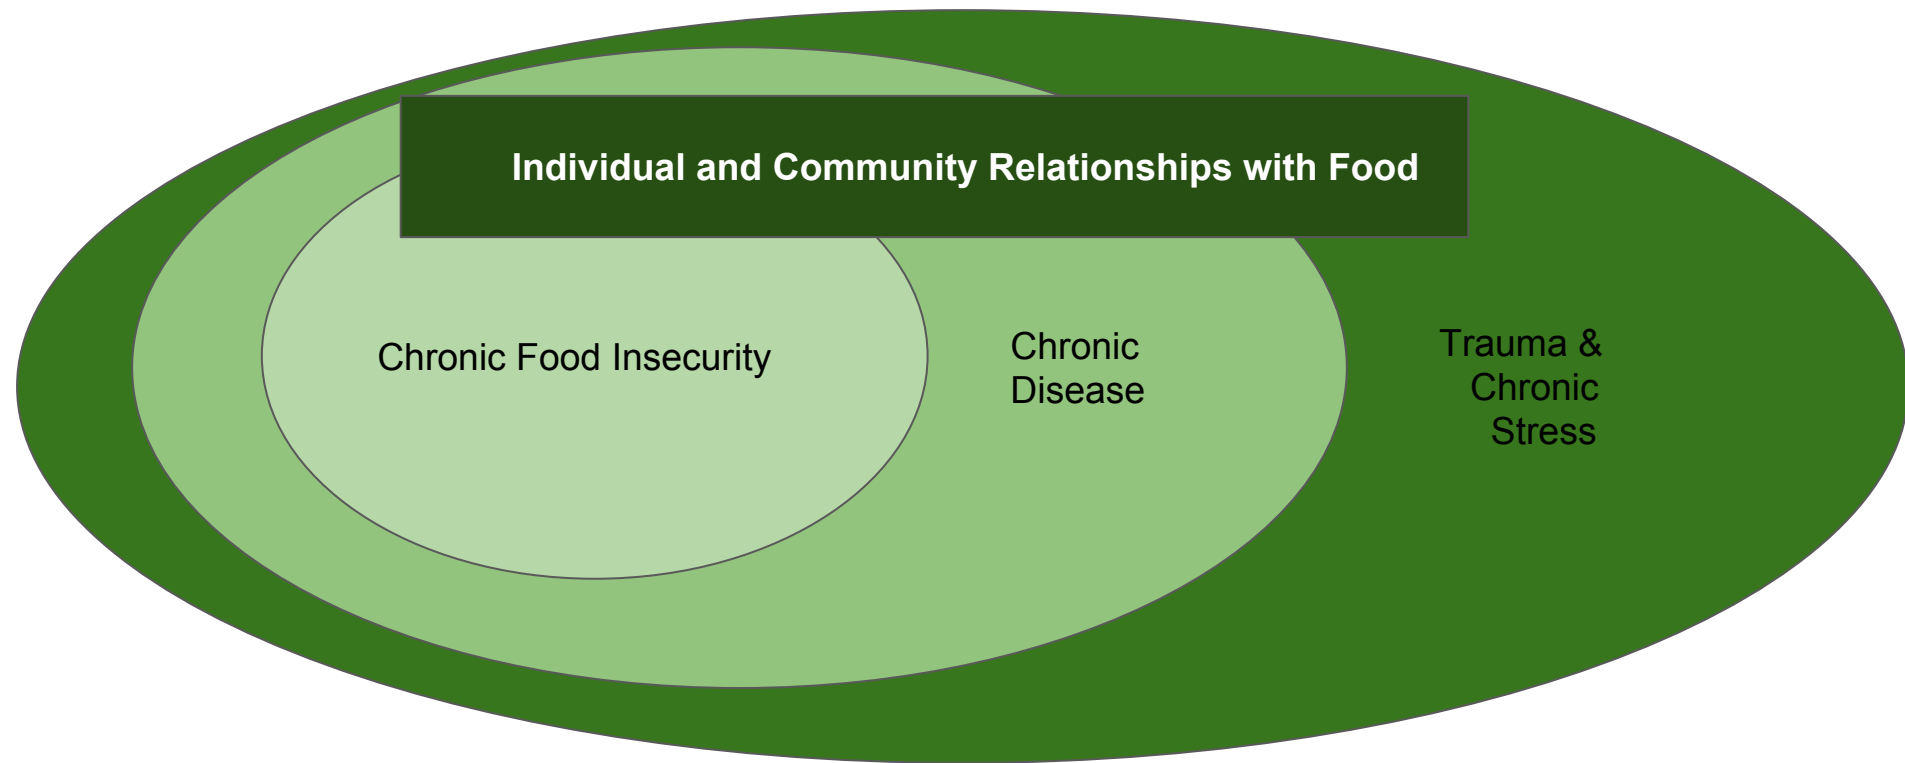 Individual and Community Relationships with Food
Chronic Food Insecurity
Chronic
Disease
Trauma &
Chronic
Stress